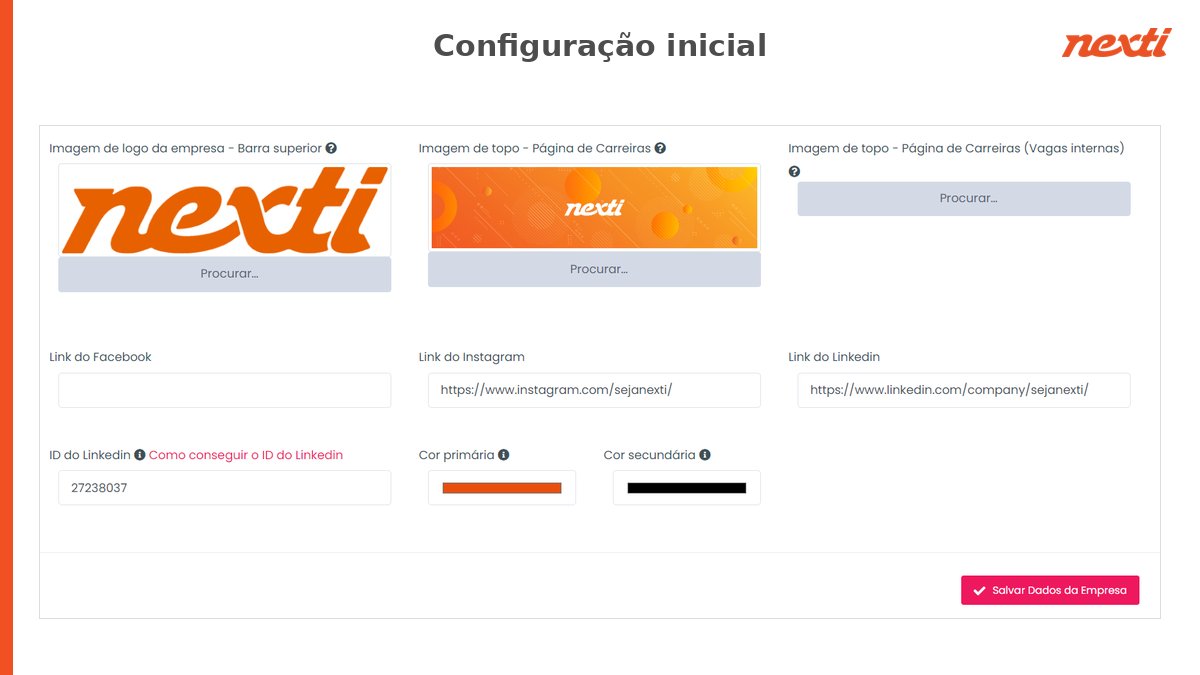 Configuração inicial
nexti
Imagem de logo da empresa - Barra superior
Imagem de topo - Página de Carreiras
Imagem de topo - Página de Carreiras (Vagas internas)
nexti
nexti
Procurar...
Procurar...
Procurar...
Link do Facebook
Link do Instagram
Link do Linkedin
https://www.instagram.com/sejanexti/
https://www.linkedin.com/company/sejanexti/
ID do Linkedin Como conseguir o ID do Linkedin
Cor primária
Cor secundária
27238037
Salvar Dados da Empresa